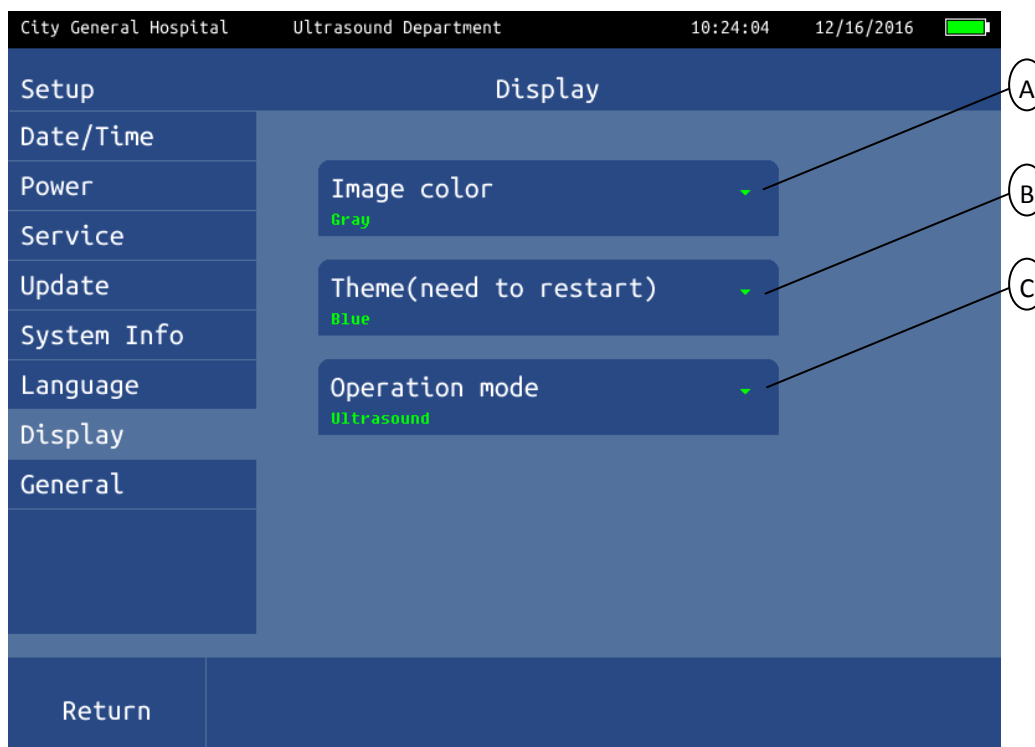 City General Hospital Ultrasound Department 10:24:04 12/16/2016
Setup Display
A
Date/Time
Power
Service
Update
System Info
Language
Display
General
Image color
Gray
B
Theme(need to restart)
Blue
C
Operation mode
Ultrasound
Return